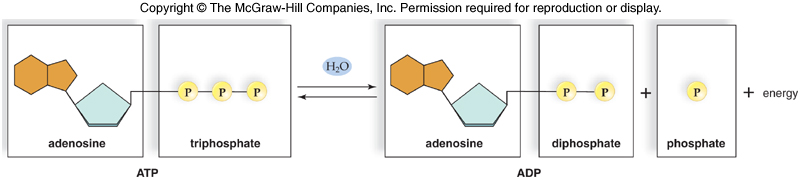 Copyright © The McGraw-Hill Companies, Inc. Permission required for reproduction or display.
H₂O
P P P P P + P + energy
adenosine triphosphate adenosine diphosphate phosphate
ATP ADP